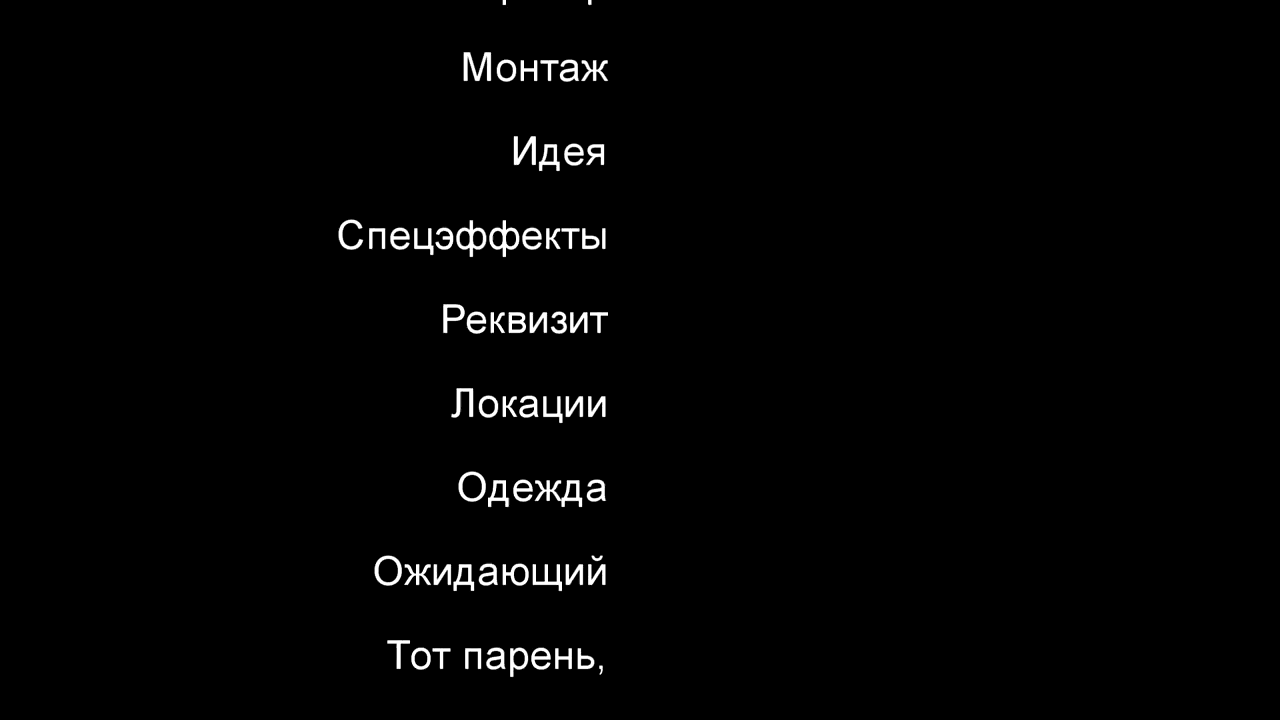 Монтаж
Идея
Спецэффекты
Реквизит
Локации
Одежда
Ожидающий
Тот парень,